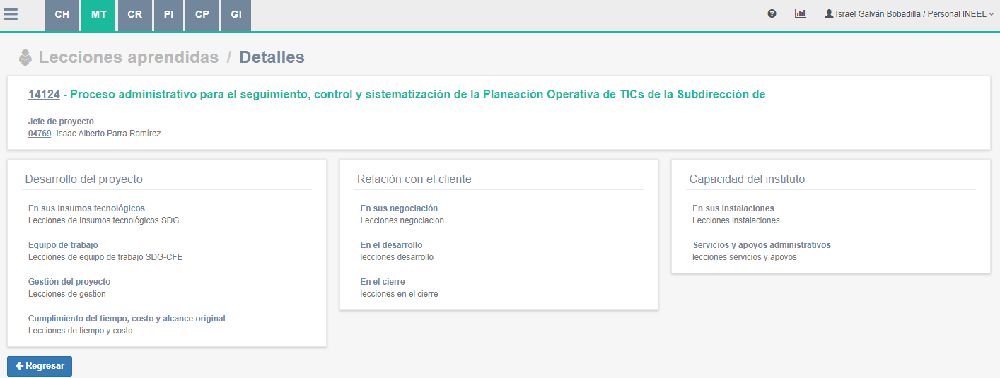 CH MT CR PI CP GI
Israel Galván Bobadilla / Personal INEEL
Lecciones aprendidas / Detalles
14124 - Proceso administrativo para el seguimiento, control y sistematización de la Planeación Operativa de TICs de la Subdirección de
Jefe de proyecto
04769 -Isaac Alberto Parra Ramírez
Desarrollo del proyecto
En sus insumos tecnológicos
Lecciones de Insumos tecnológicos SDG
Equipo de trabajo
Lecciones de equipo de trabajo SDG-CFE
Gestión del proyecto
Lecciones de gestion
Cumplimiento del tiempo, costo y alcance original
Lecciones de tiempo y costo
Relación con el cliente
En sus negociación
Lecciones negociacion
En el desarrollo
lecciones desarrollo
En el cierre
lecciones en el cierre
Capacidad del instituto
En sus instalaciones
Lecciones instalaciones
Servicios y apoyos administrativos
lecciones servicios y apoyos
Regresar